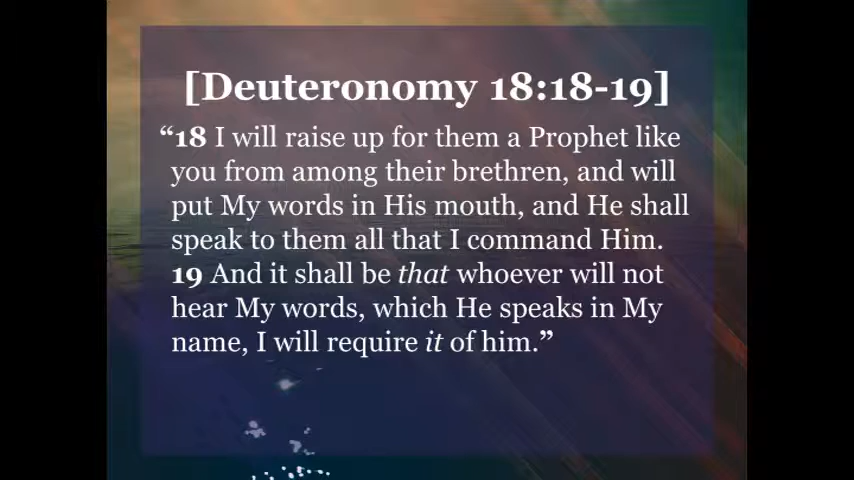 [Deuteronomy 18:18-19]
“18 I will raise up for them a Prophet like
you from among their brethren, and will
put My words in His mouth, and He shall
speak to them all that I command Him.
19 And it shall be that whoever will not
hear My words, which He speaks in My
name, I will require it of him.”